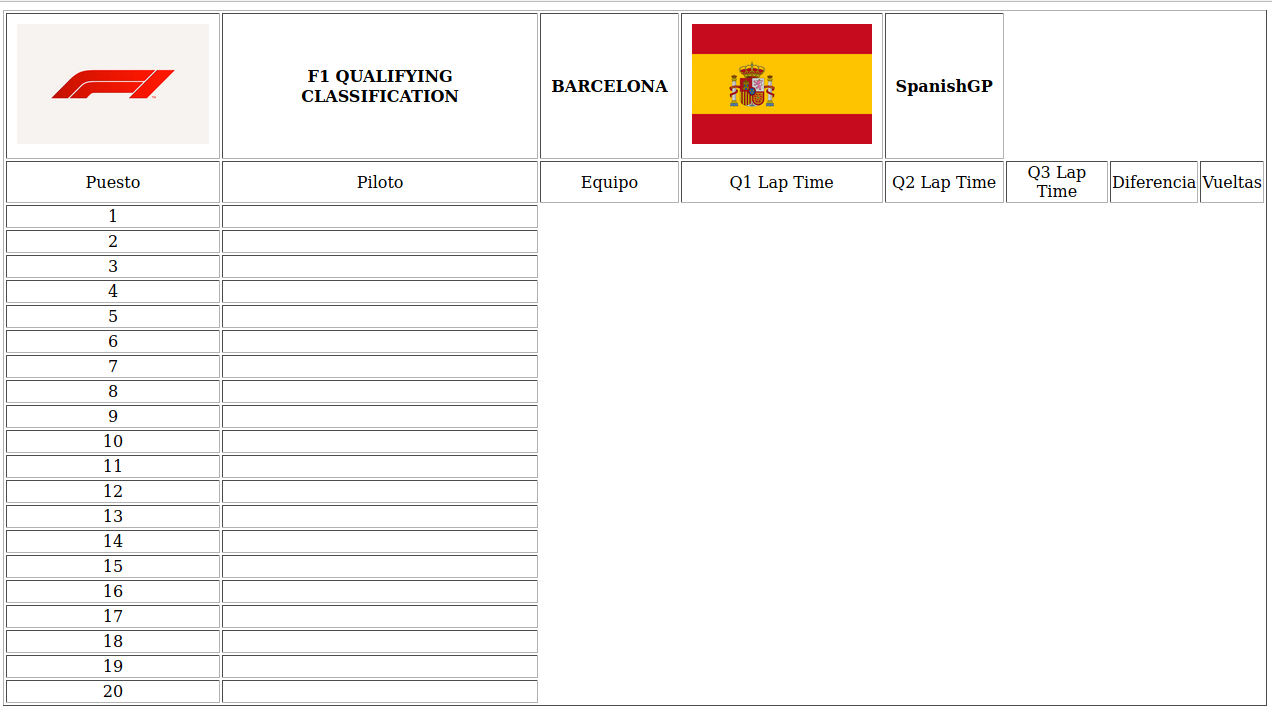 F1 QUALIFYING
CLASSIFICATION
BARCELONA
SpanishGP
Puesto
Piloto
Equipo
Q1 Lap Time
Q2 Lap Time
Q3 Lap
Time
Diferencia
Vueltas
1
2
3
4
5
6
7
8
9
10
11
12
13
14
15
16
17
18
19
20